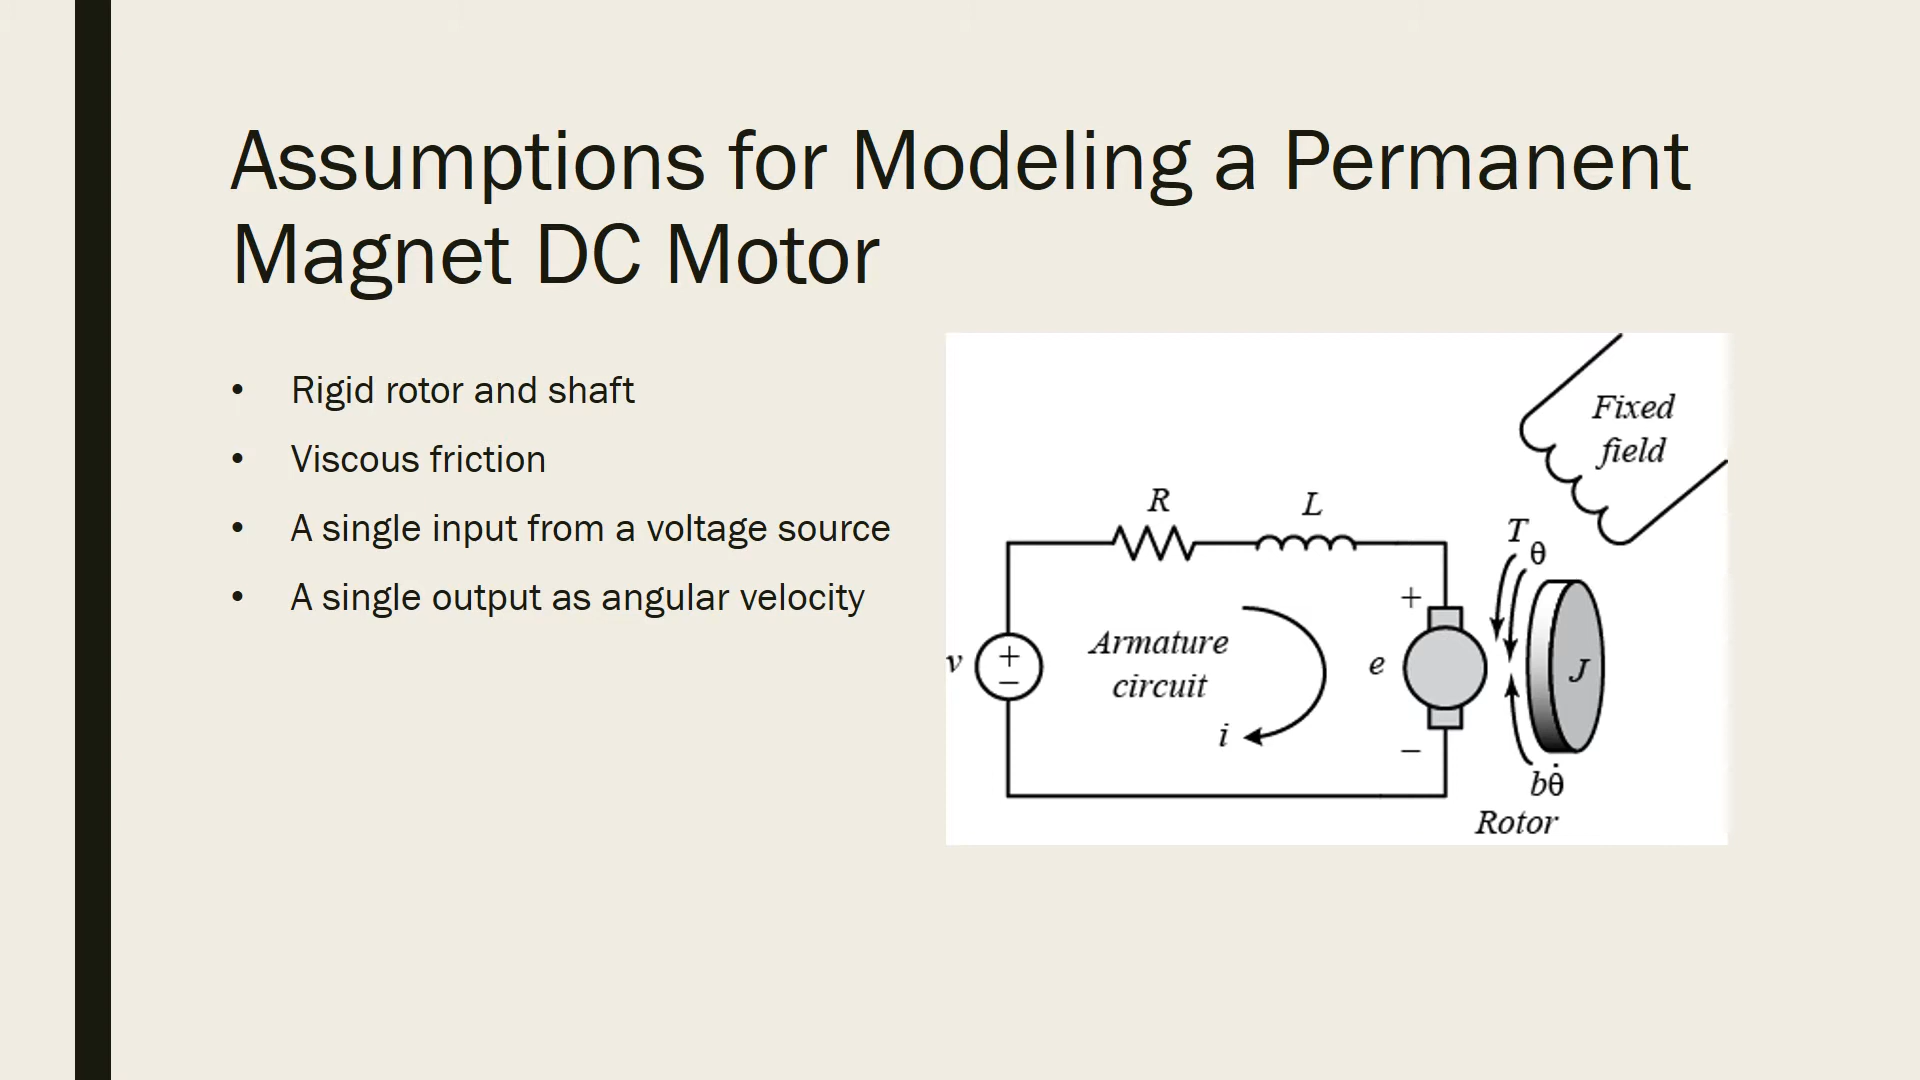 Assumptions for Modeling a Permanent
Magnet DC Motor
• Rigid rotor and shaft
• Viscous friction
• A single input from a voltage source
• A single output as angular velocity
Fixed
field
R
L
T
θ
+
Armature
circuit
v
+
−
e
J
i
−
bθ̇
Rotor